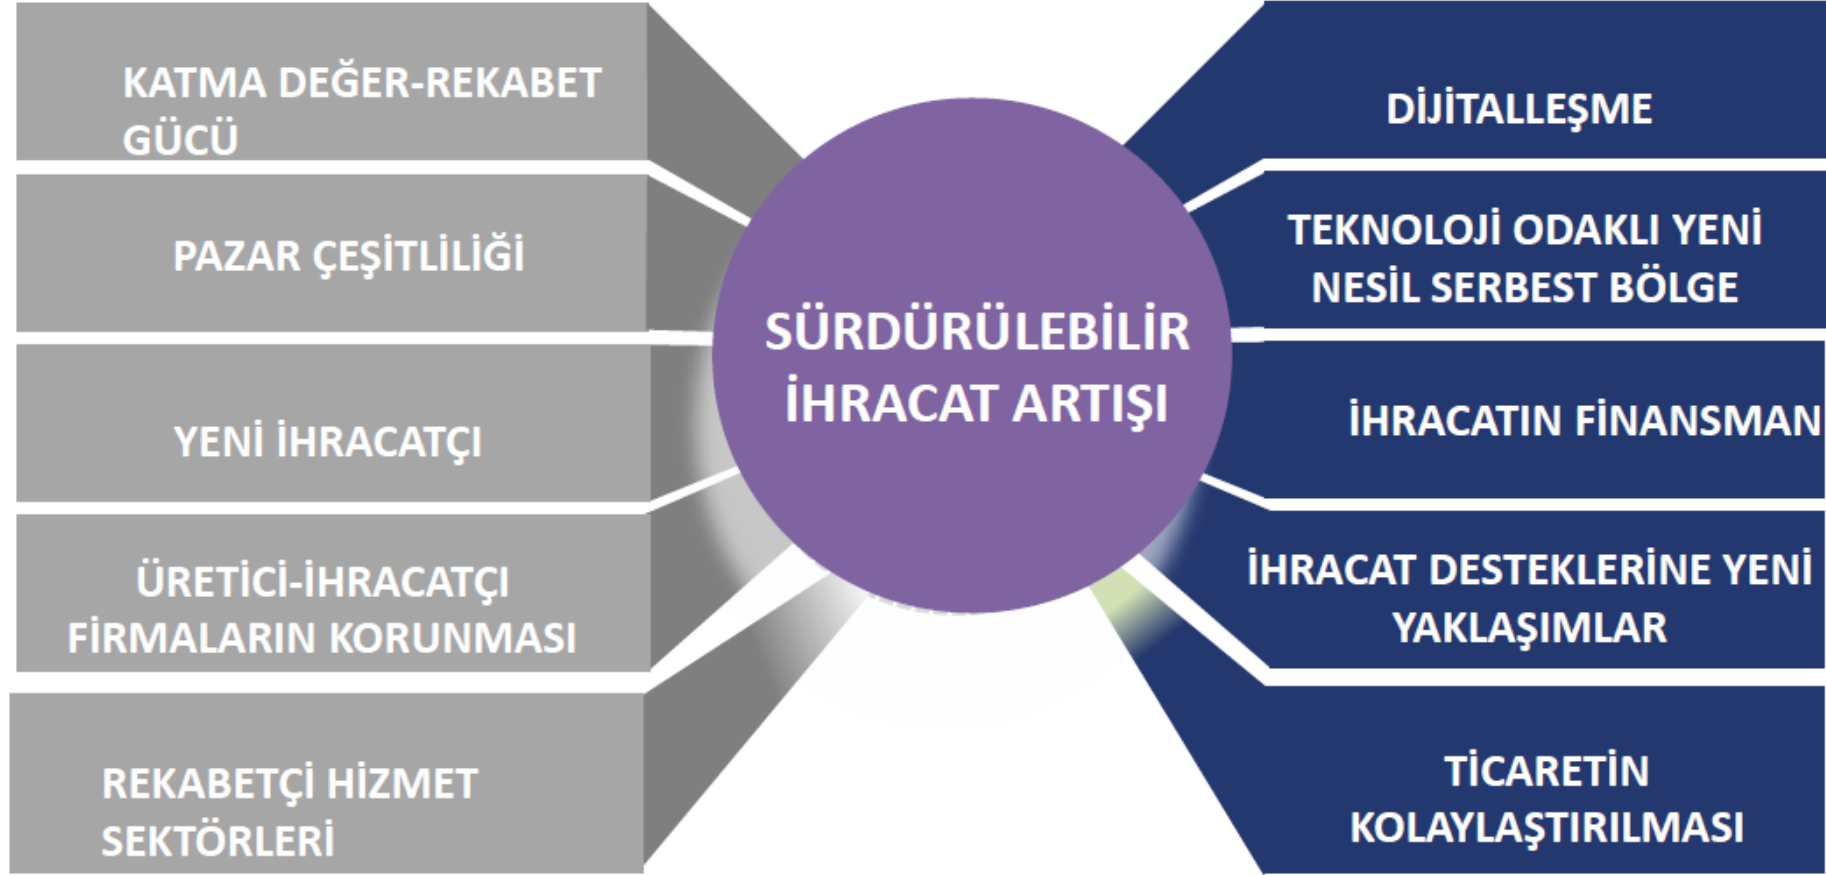 KATMA DEĞER-REKABET
GÜCÜ
PAZAR ÇEŞİTLİLİĞİ
YENİ İHRACATÇI
ÜRETİCİ-İHRACATÇI
FİRMALARIN KORUNMASI
REKABETÇİ HİZMET
SEKTÖRLERİ
SÜRDÜRÜLEBİLİR
İHRACAT ARTIŞI
DİJİTALLEŞME
TEKNOLOJİ ODAKLI YENİ
NESİL SERBEST BÖLGE
İHRACATIN FİNANSMAN
İHRACAT DESTEKLERİNE YENİ
YAKLAŞIMLAR
TİCARETİN
KOLAYLAŞTIRILMASI